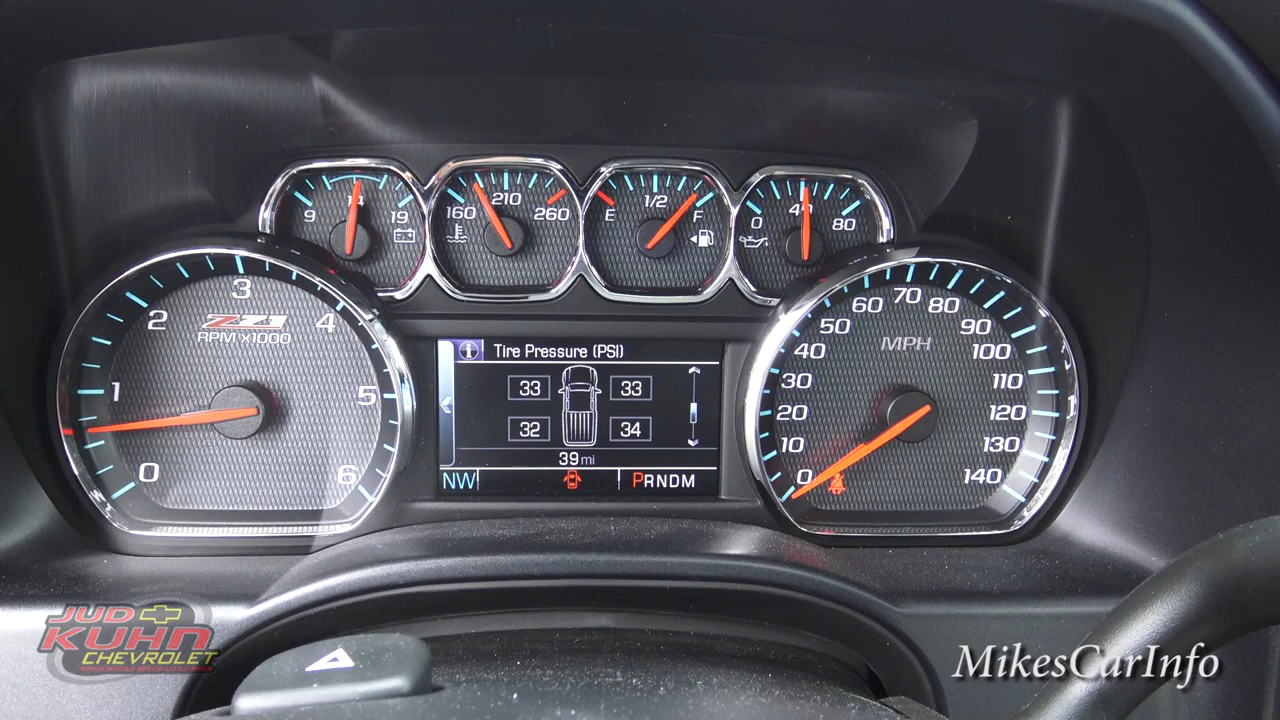 9 14 19
160 210 260
E 1/2 F
0 40 80
0 1 2 3 4 5 6
Z71
RPM x1000
i Tire Pressure (PSI)
33 33
32 34
39 mi
NW PRNDM
0 10 20 30 40 50 60 70 80 90 100 110 120 130 140
MPH
JUD
KUHN
CHEVROLET
MikesCarInfo